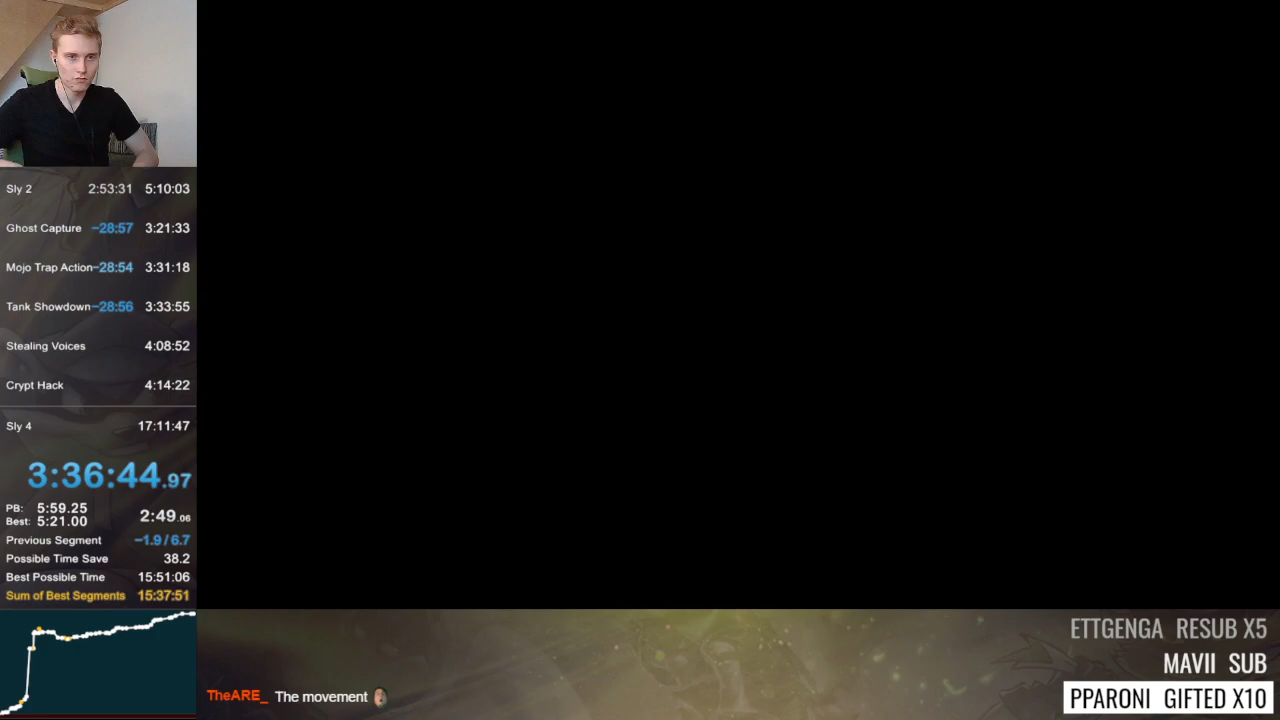 Sly 2 2:53:31 5:10:03
Ghost Capture −28:57 3:21:33
Mojo Trap Action −28:54 3:31:18
Tank Showdown −28:56 3:33:55
Stealing Voices 4:08:52
Crypt Hack 4:14:22
Sly 4 17:11:47
3:36:44.97
PB: 5:59.25
Best: 5:21.00 2:49.06
Previous Segment −1.9 / 6.7
Possible Time Save 38.2
Best Possible Time 15:51:06
Sum of Best Segments 15:37:51
ETTGENGA RESUB X5
MAVII SUB
PPARONI GIFTED X10
TheARE_ The movement